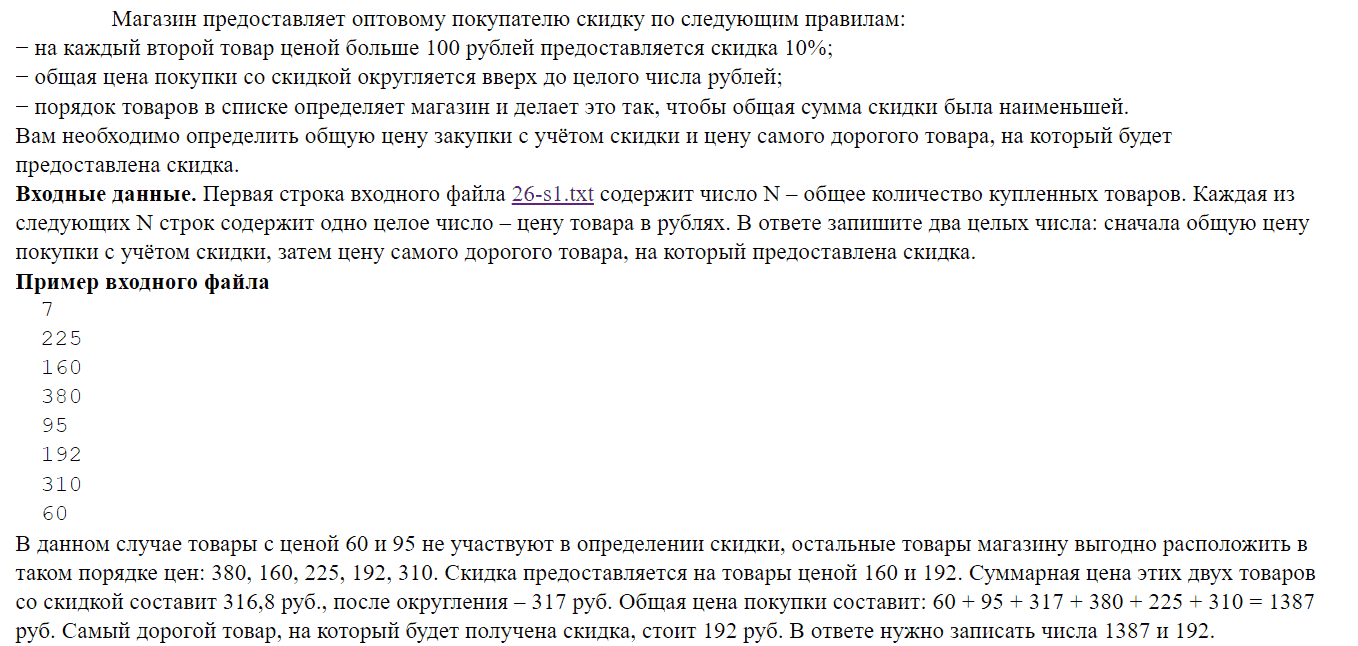 Магазин предоставляет оптовому покупателю скидку по следующим правилам:
− на каждый второй товар ценой больше 100 рублей предоставляется скидка 10%;
− общая цена покупки со скидкой округляется вверх до целого числа рублей;
− порядок товаров в списке определяет магазин и делает это так, чтобы общая сумма скидки была наименьшей.
Вам необходимо определить общую цену закупки с учётом скидки и цену самого дорогого товара, на который будет
предоставлена скидка.
Входные данные. Первая строка входного файла 26-s1.txt содержит число N – общее количество купленных товаров. Каждая из
следующих N строк содержит одно целое число – цену товара в рублях. В ответе запишите два целых числа: сначала общую цену
покупки с учётом скидки, затем цену самого дорогого товара, на который предоставлена скидка.
Пример входного файла
7
225
160
380
95
192
310
60
В данном случае товары с ценой 60 и 95 не участвуют в определении скидки, остальные товары магазину выгодно расположить в
таком порядке цен: 380, 160, 225, 192, 310. Скидка предоставляется на товары ценой 160 и 192. Суммарная цена этих двух товаров
со скидкой составит 316,8 руб., после округления – 317 руб. Общая цена покупки составит: 60 + 95 + 317 + 380 + 225 + 310 = 1387
руб. Самый дорогой товар, на который будет получена скидка, стоит 192 руб. В ответе нужно записать числа 1387 и 192.